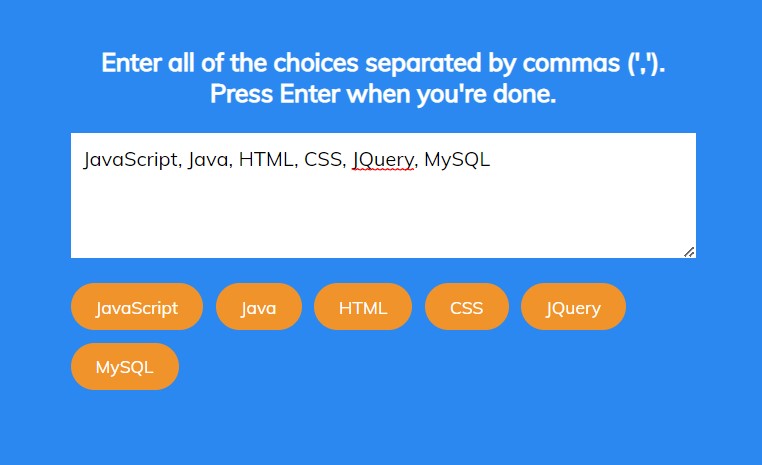 Enter all of the choices separated by commas (',').
Press Enter when you're done.
JavaScript, Java, HTML, CSS, JQuery, MySQL
JavaScript Java HTML CSS JQuery
MySQL